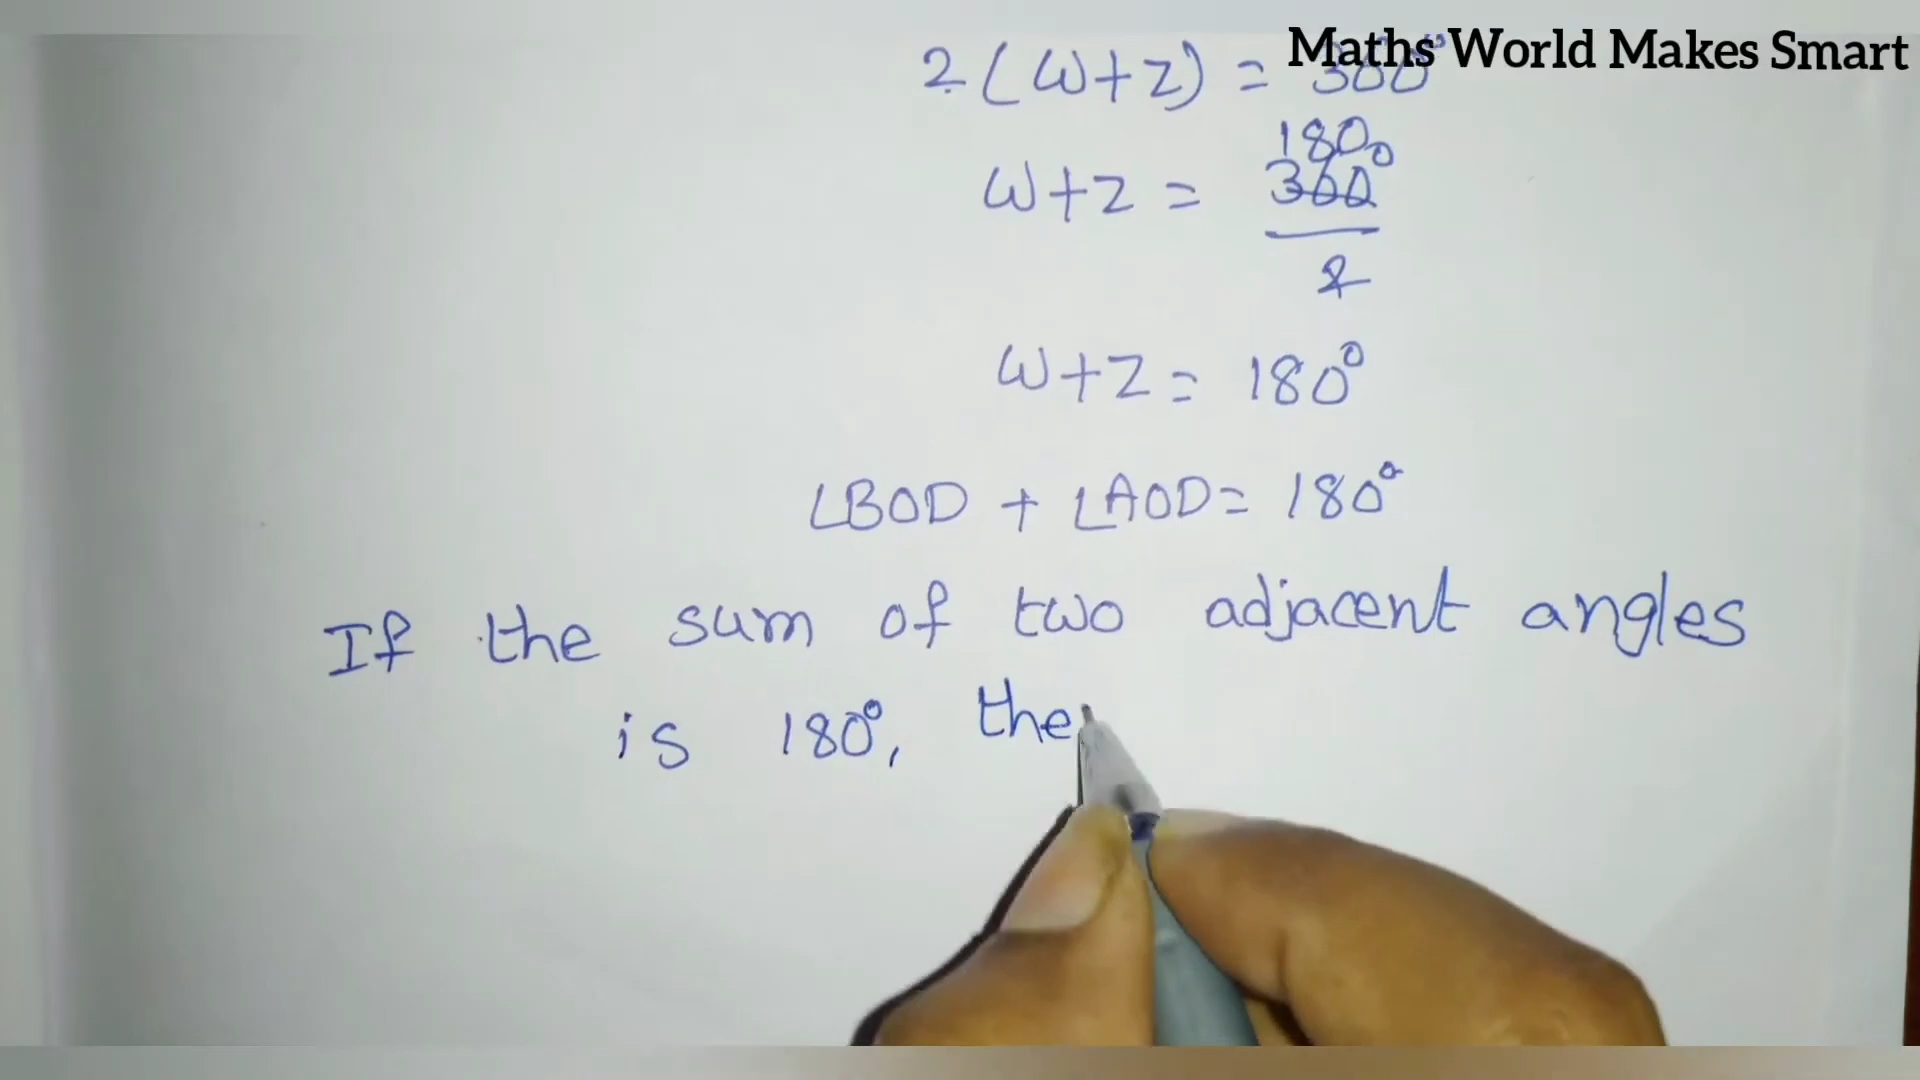 Maths World Makes Smart
2(w+z) = 360°
180
w+z = 360°
2
w+z = 180°
∠BOD + ∠AOD = 180°
If the sum of two adjacent angles
is 180°, the